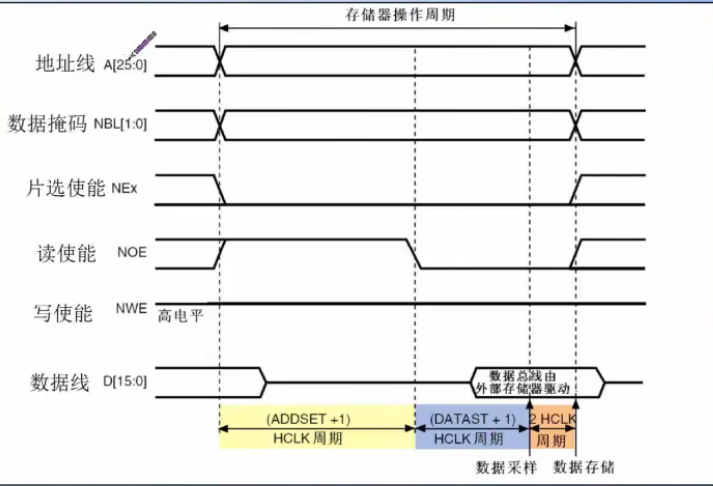 存储器操作周期
地址线 A[25:0]
数据掩码 NBL[1:0]
片选使能 NEx
读使能 NOE
写使能 NWE 高电平
数据线 D[15:0]
数据总线由
外部存储器驱动
(ADDSET +1) (DATAST + 1) 2 HCLK
HCLK 周期 HCLK 周期 周期
数据采样 数据存储